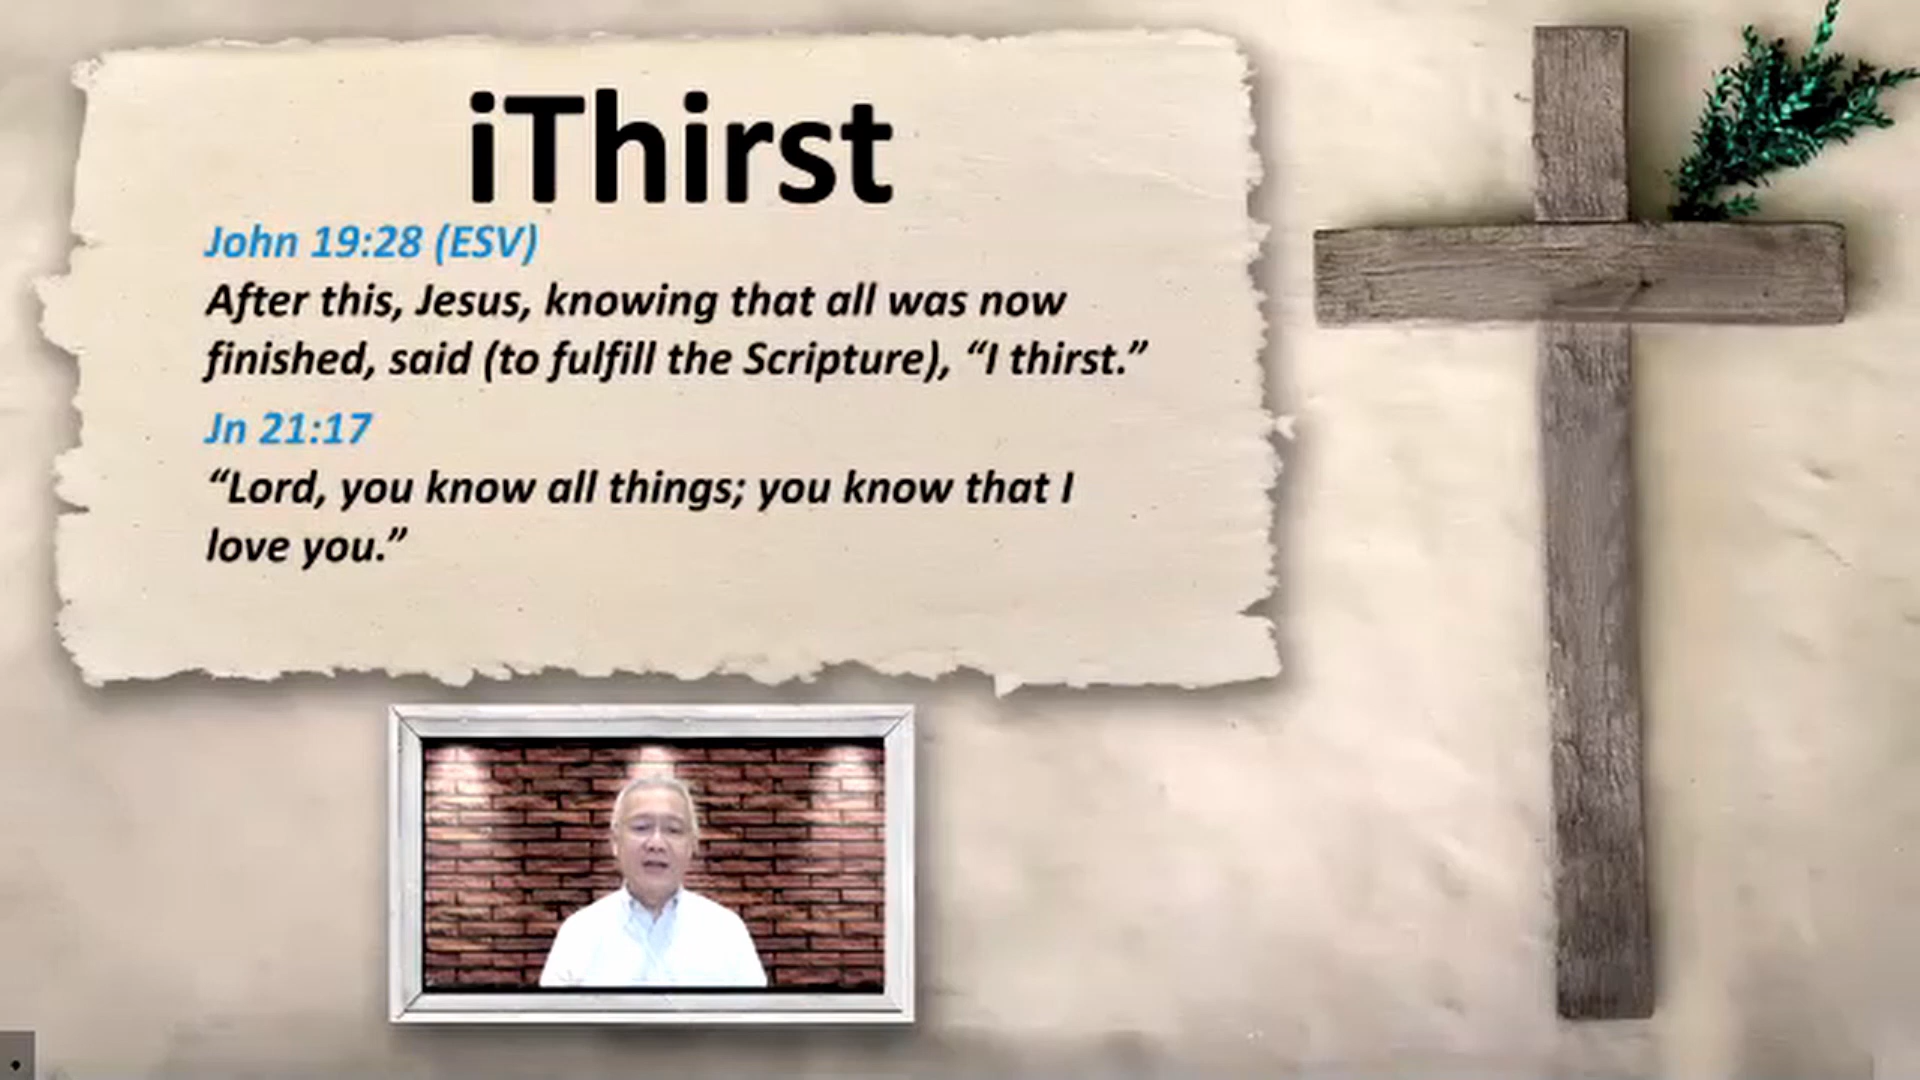 iThirst
John 19:28 (ESV)
After this, Jesus, knowing that all was now
finished, said (to fulfill the Scripture), “I thirst.”
Jn 21:17
“Lord, you know all things; you know that I
love you.”